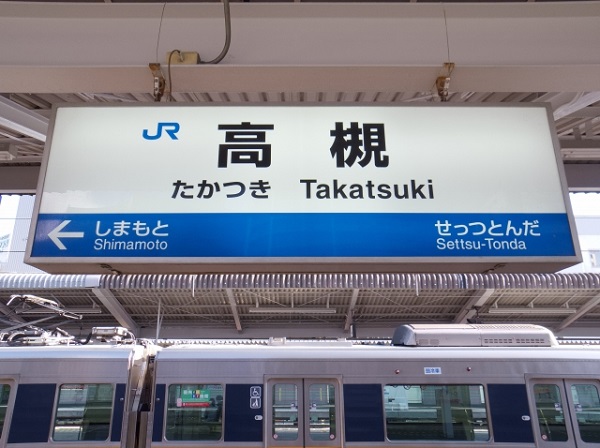 JR 高槻
たかつき Takatsuki
← しまもと せっつとんだ
Shimamoto Settsu-Tonda